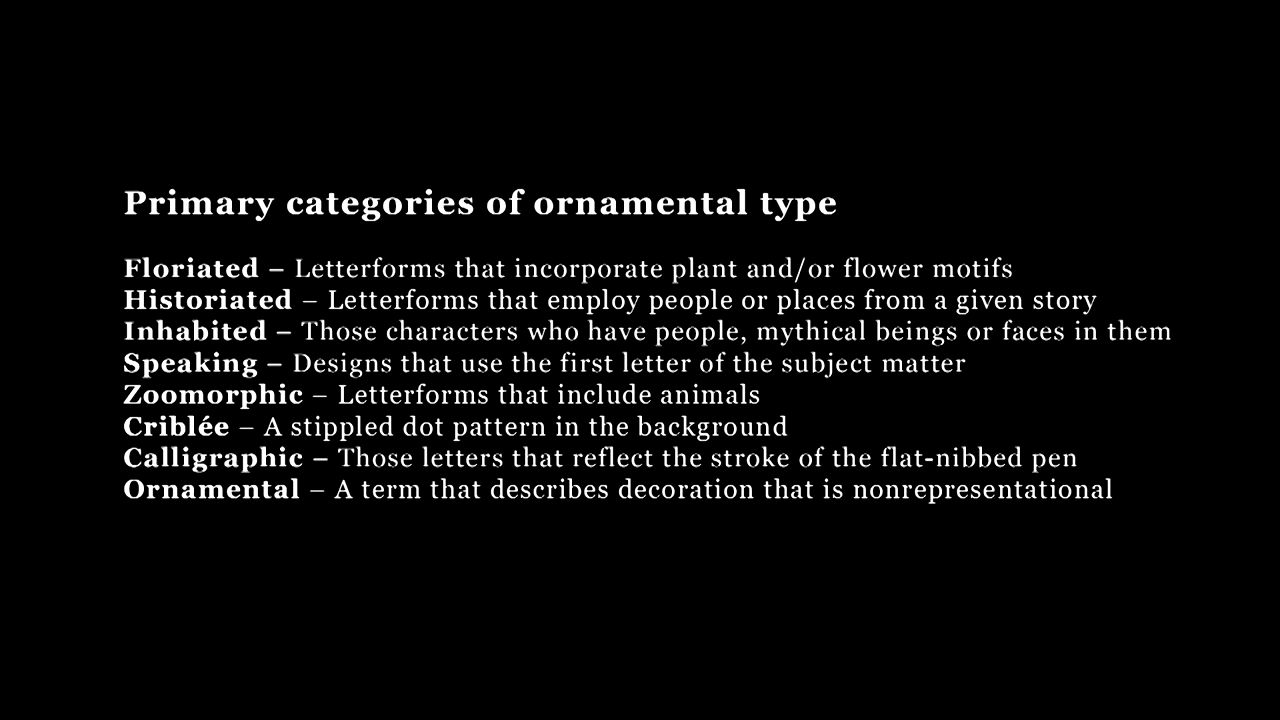 Primary categories of ornamental type
Floriated – Letterforms that incorporate plant and/or flower motifs
Historiated – Letterforms that employ people or places from a given story
Inhabited – Those characters who have people, mythical beings or faces in them
Speaking – Designs that use the first letter of the subject matter
Zoomorphic – Letterforms that include animals
Criblée – A stippled dot pattern in the background
Calligraphic – Those letters that reflect the stroke of the flat-nibbed pen
Ornamental – A term that describes decoration that is nonrepresentational